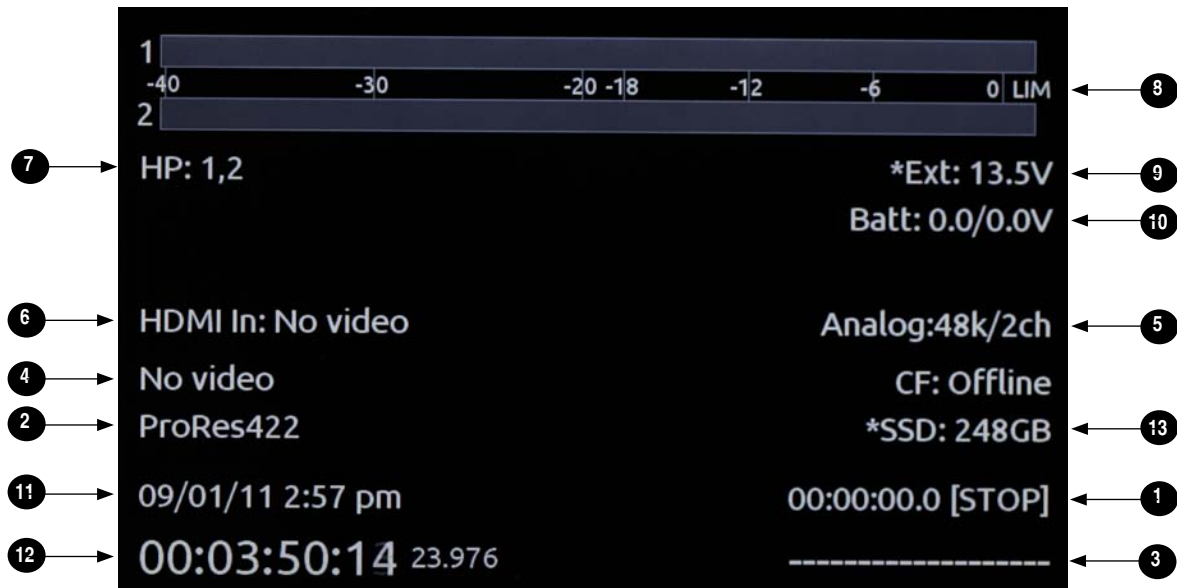 1
-40 -30 -20 -18 -12 -6 0 LIM
2
8
7
HP: 1,2
*Ext: 13.5V
9
Batt: 0.0/0.0V
10
6
HDMI In: No video
Analog:48k/2ch
5
4
No video
CF: Offline
2
ProRes422
*SSD: 248GB
13
11
09/01/11 2:57 pm
00:00:00.0 [STOP]
1
12
00:03:50:14 23.976
--------------------
3